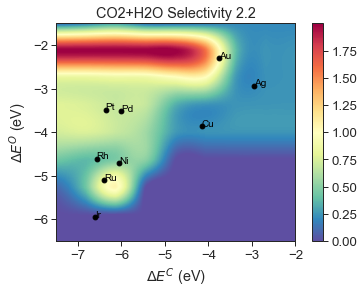 CO2+H2O Selectivity 2.2
−2
−3
−4
−5
−6
ΔE^O (eV)
Au
Ag
Pt
Pd
Cu
Rh
Ni
Ru
Ir
−7
−6
−5
−4
−3
−2
ΔE^C (eV)
1.75
1.50
1.25
1.00
0.75
0.50
0.25
0.00